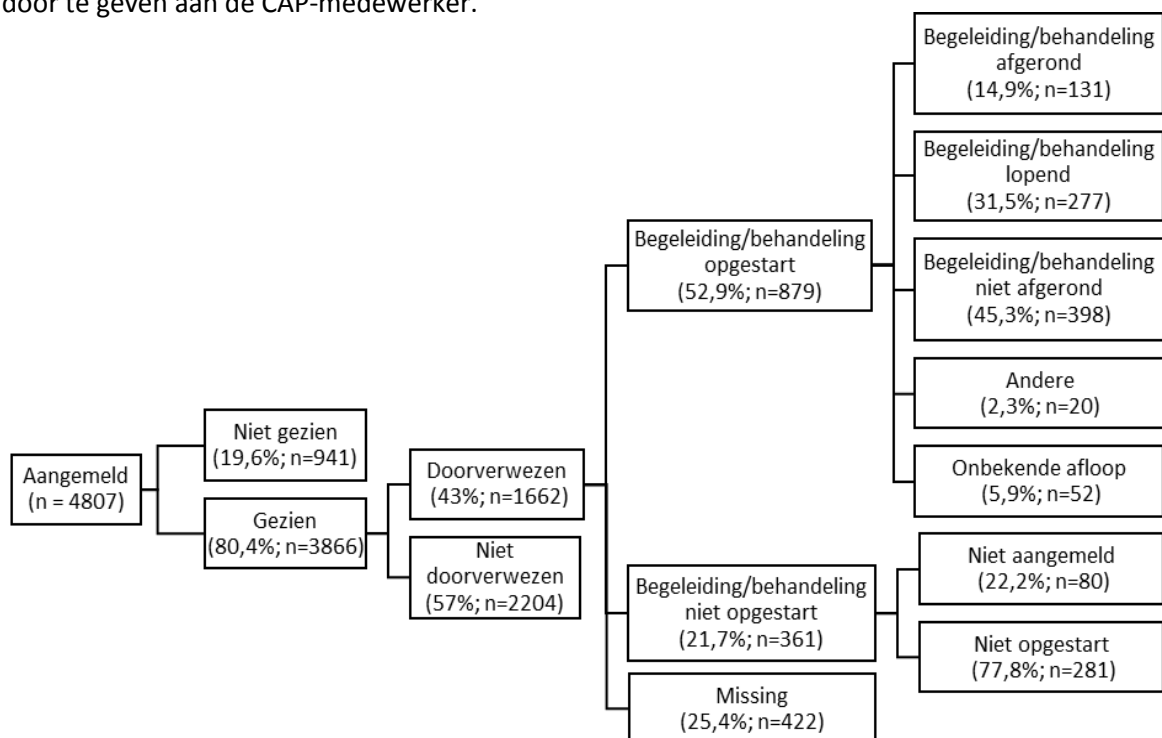 door te geven aan de CAP-medewerker.
Aangemeld
(n = 4807)
Niet gezien
(19,6%; n=941)
Gezien
(80,4%; n=3866)
Doorverwezen
(43%; n=1662)
Niet
doorverwezen
(57%; n=2204)
Begeleiding/behandeling
opgestart
(52,9%; n=879)
Begeleiding/behandeling
niet opgestart
(21,7%; n=361)
Missing
(25,4%; n=422)
Begeleiding/behandeling
afgerond
(14,9%; n=131)
Begeleiding/behandeling
lopend
(31,5%; n=277)
Begeleiding/behandeling
niet afgerond
(45,3%; n=398)
Andere
(2,3%; n=20)
Onbekende afloop
(5,9%; n=52)
Niet aangemeld
(22,2%; n=80)
Niet opgestart
(77,8%; n=281)